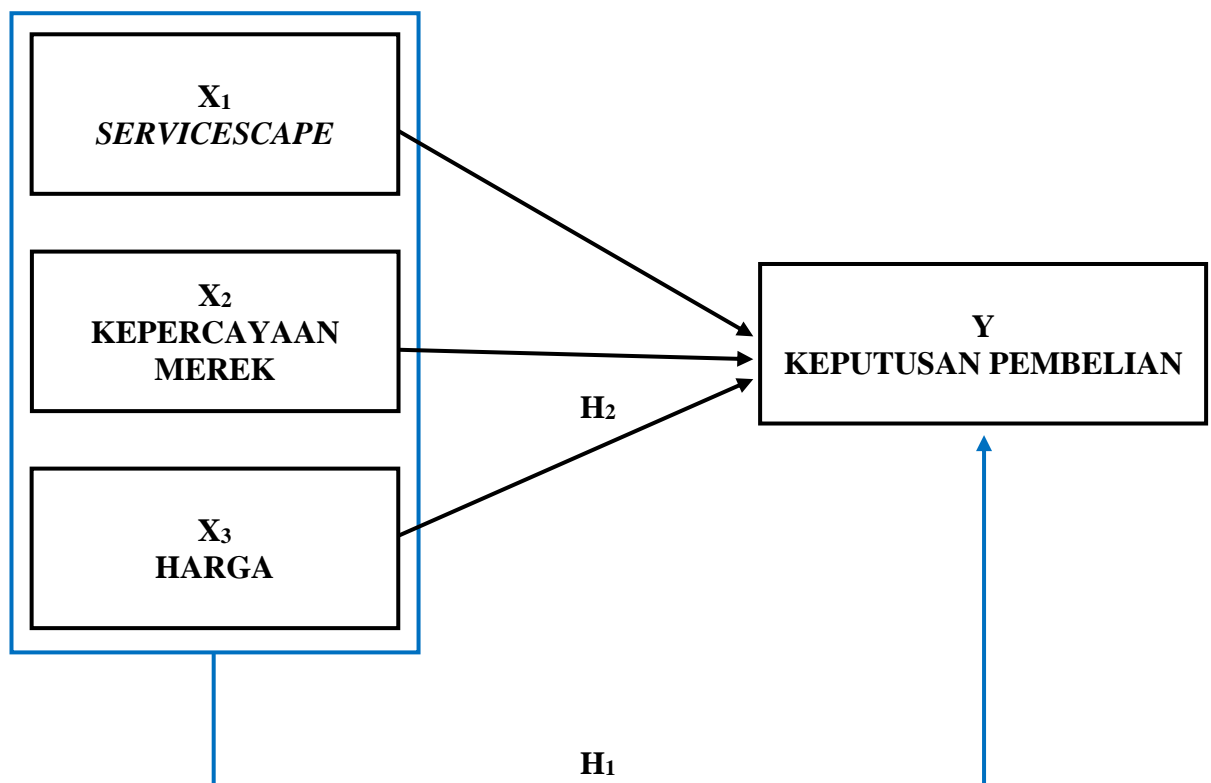 X₁
SERVICESCAPE
X₂
KEPERCAYAAN
MEREK
X₃
HARGA
Y
KEPUTUSAN PEMBELIAN
H₂
H₁